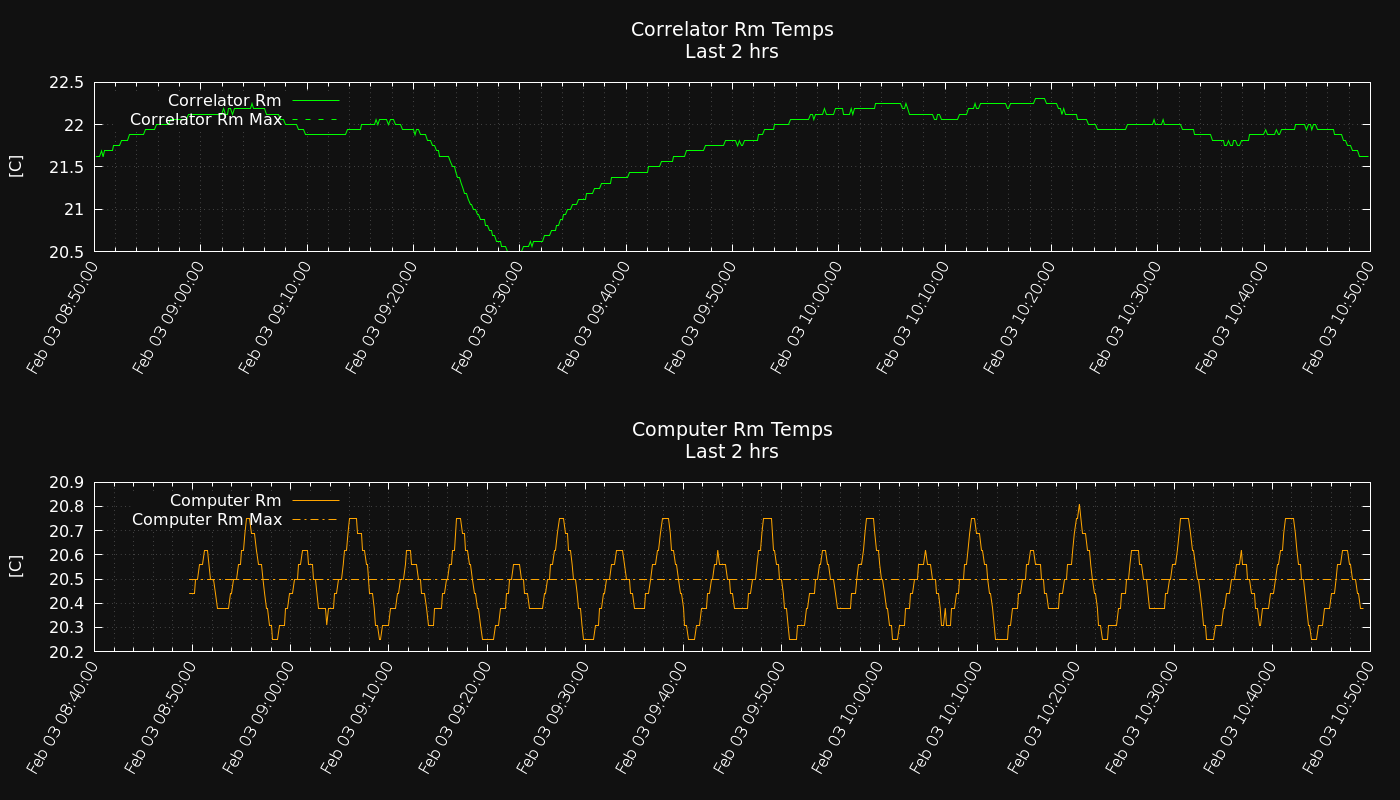 Correlator Rm Temps
Last 2 hrs
22.5
22
21.5
21
20.5
[C]
Correlator Rm
Correlator Rm Max
Feb 03 08:50:00
Feb 03 09:00:00
Feb 03 09:10:00
Feb 03 09:20:00
Feb 03 09:30:00
Feb 03 09:40:00
Feb 03 09:50:00
Feb 03 10:00:00
Feb 03 10:10:00
Feb 03 10:20:00
Feb 03 10:30:00
Feb 03 10:40:00
Feb 03 10:50:00
Computer Rm Temps
Last 2 hrs
20.9
20.8
20.7
20.6
20.5
20.4
20.3
20.2
[C]
Computer Rm
Computer Rm Max
Feb 03 08:40:00
Feb 03 08:50:00
Feb 03 09:00:00
Feb 03 09:10:00
Feb 03 09:20:00
Feb 03 09:30:00
Feb 03 09:40:00
Feb 03 09:50:00
Feb 03 10:00:00
Feb 03 10:10:00
Feb 03 10:20:00
Feb 03 10:30:00
Feb 03 10:40:00
Feb 03 10:50:00